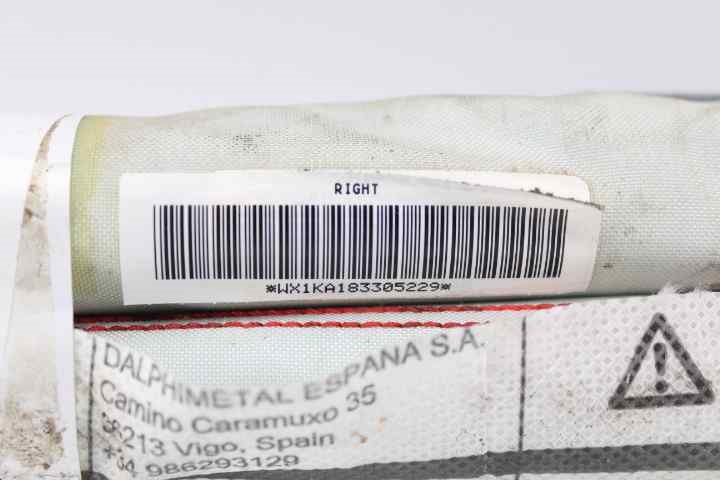 RIGHT
*WX1KA183305229*
DALPHIMETAL ESPANA S.A.
Camino Caramuxo 35
36213 Vigo, Spain
+34 986293129